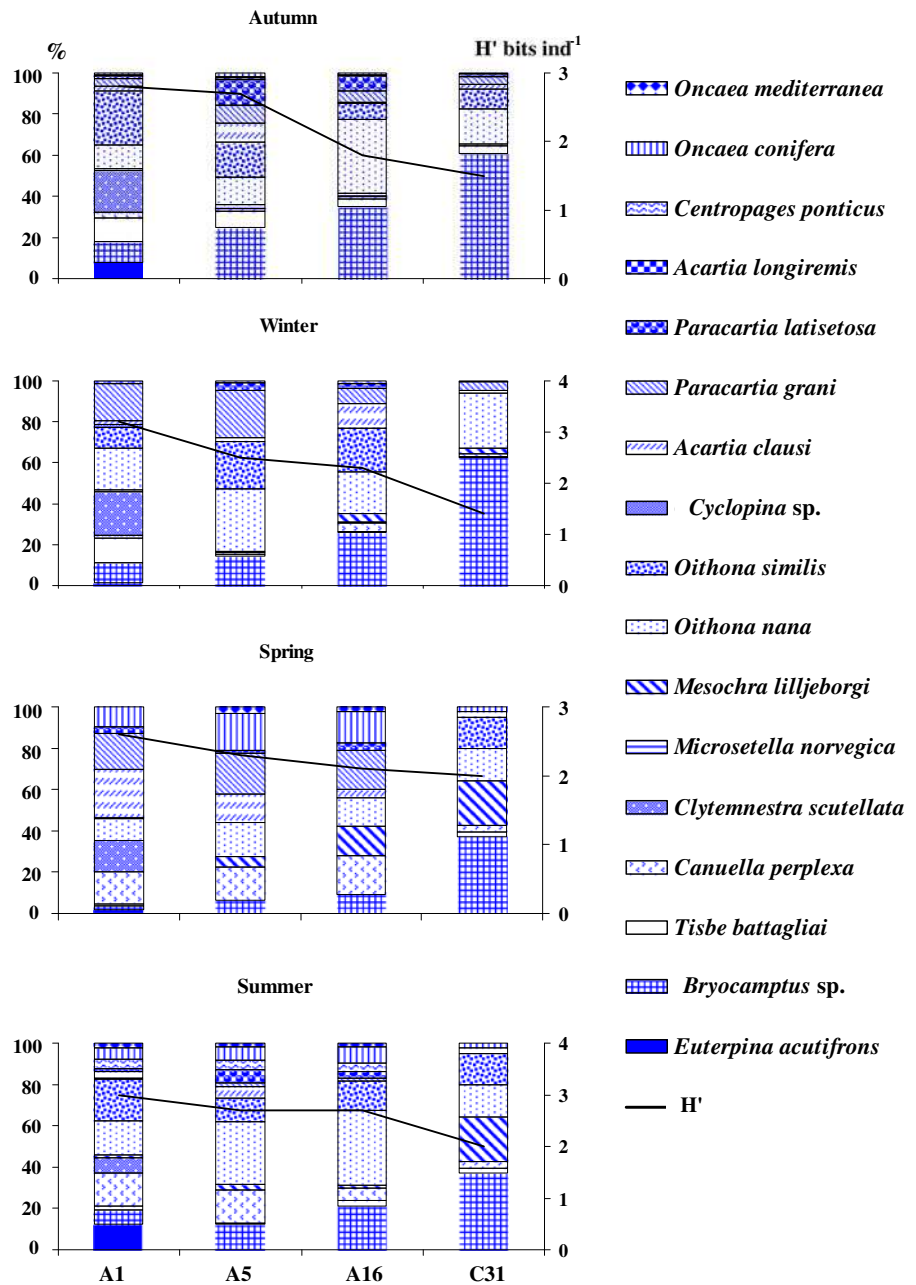 Autumn
%
H' bits ind-1
100
80
60
40
20
0
3
2
1
0
Winter
100
80
60
40
20
0
4
3
2
1
0
Spring
100
80
60
40
20
0
3
2
1
0
Summer
100
80
60
40
20
0
4
3
2
1
0
A1 A5 A16 C31
Oncaea mediterranea
Oncaea conifera
Centropages ponticus
Acartia longiremis
Paracartia latisetosa
Paracartia grani
Acartia clausi
Cyclopina sp.
Oithona similis
Oithona nana
Mesochra lilljeborgi
Microsetella norvegica
Clytemnestra scutellata
Canuella perplexa
Tisbe battagliai
Bryocamptus sp.
Euterpina acutifrons
H'